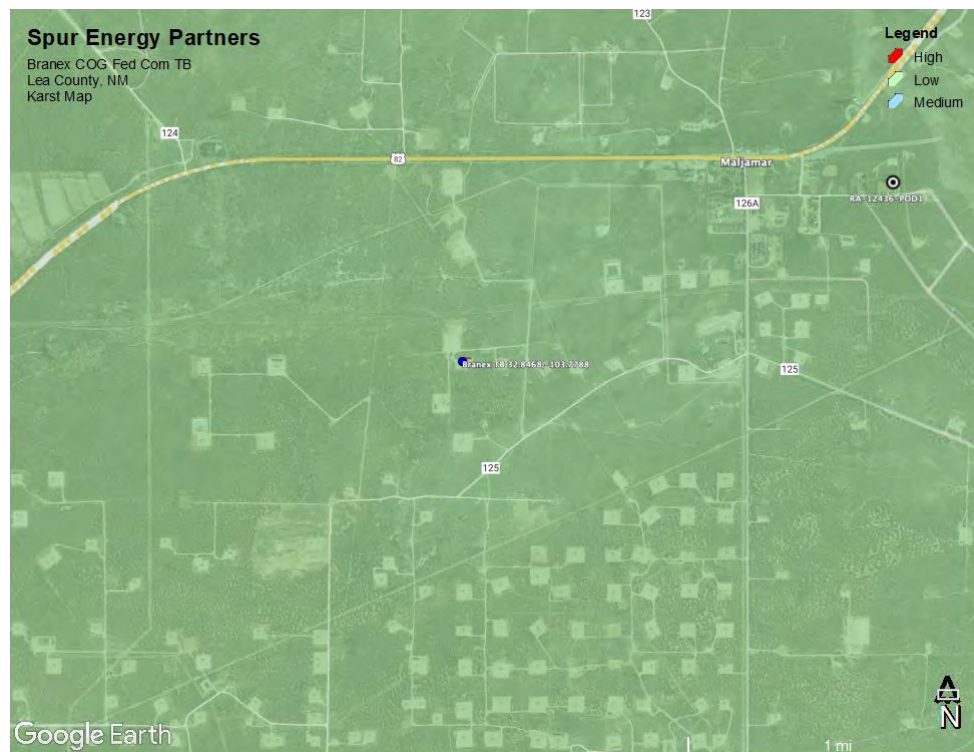 Spur Energy Partners
Branex COG Fed Com TB
Lea County, NM
Karst Map
Legend
High
Low
Medium
123
124
82
Maljamar
126A
RA-12436-POD1
Branex TB 32.8468, -103.7788
125
125
Google Earth
1 mi
N